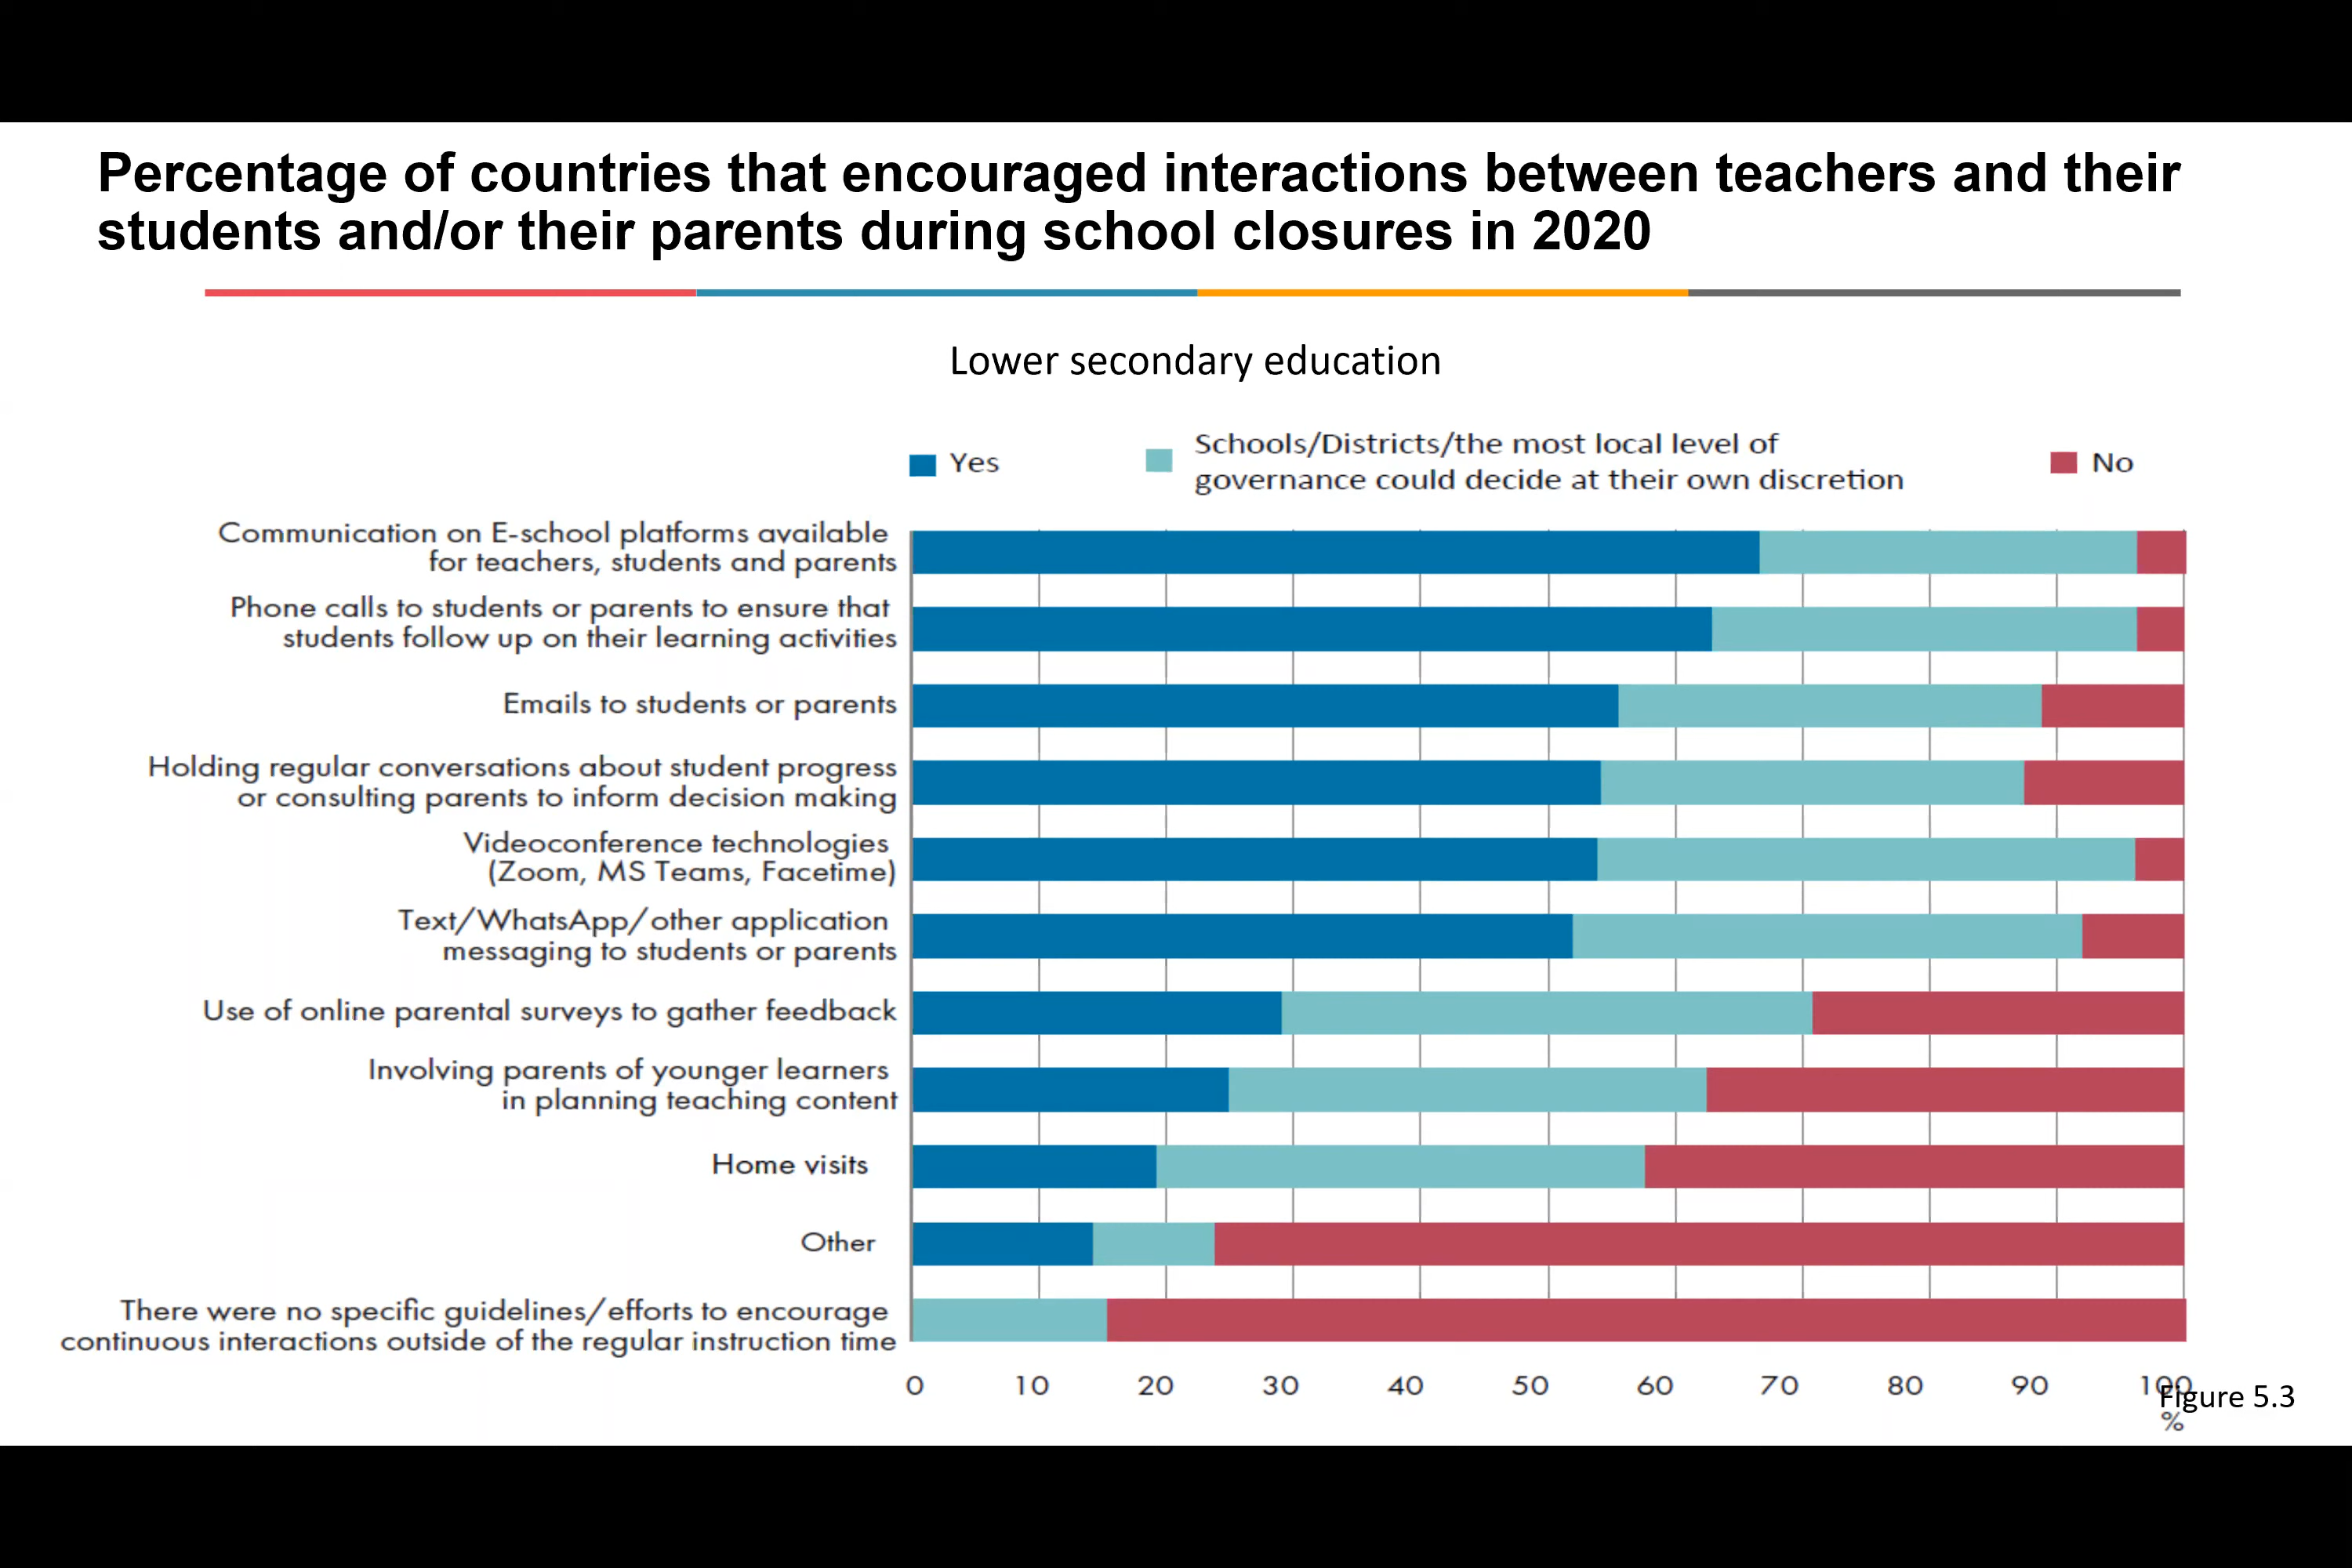 Percentage of countries that encouraged interactions between teachers and their
students and/or their parents during school closures in 2020
Lower secondary education
Yes
Schools/Districts/the most local level of
governance could decide at their own discretion
No
Communication on E-school platforms available
for teachers, students and parents
Phone calls to students or parents to ensure that
students follow up on their learning activities
Emails to students or parents
Holding regular conversations about student progress
or consulting parents to inform decision making
Videoconference technologies
(Zoom, MS Teams, Facetime)
Text/WhatsApp/other application
messaging to students or parents
Use of online parental surveys to gather feedback
Involving parents of younger learners
in planning teaching content
Home visits
Other
There were no specific guidelines/efforts to encourage
continuous interactions outside of the regular instruction time
0 10 20 30 40 50 60 70 80 90 100
%
Figure 5.3